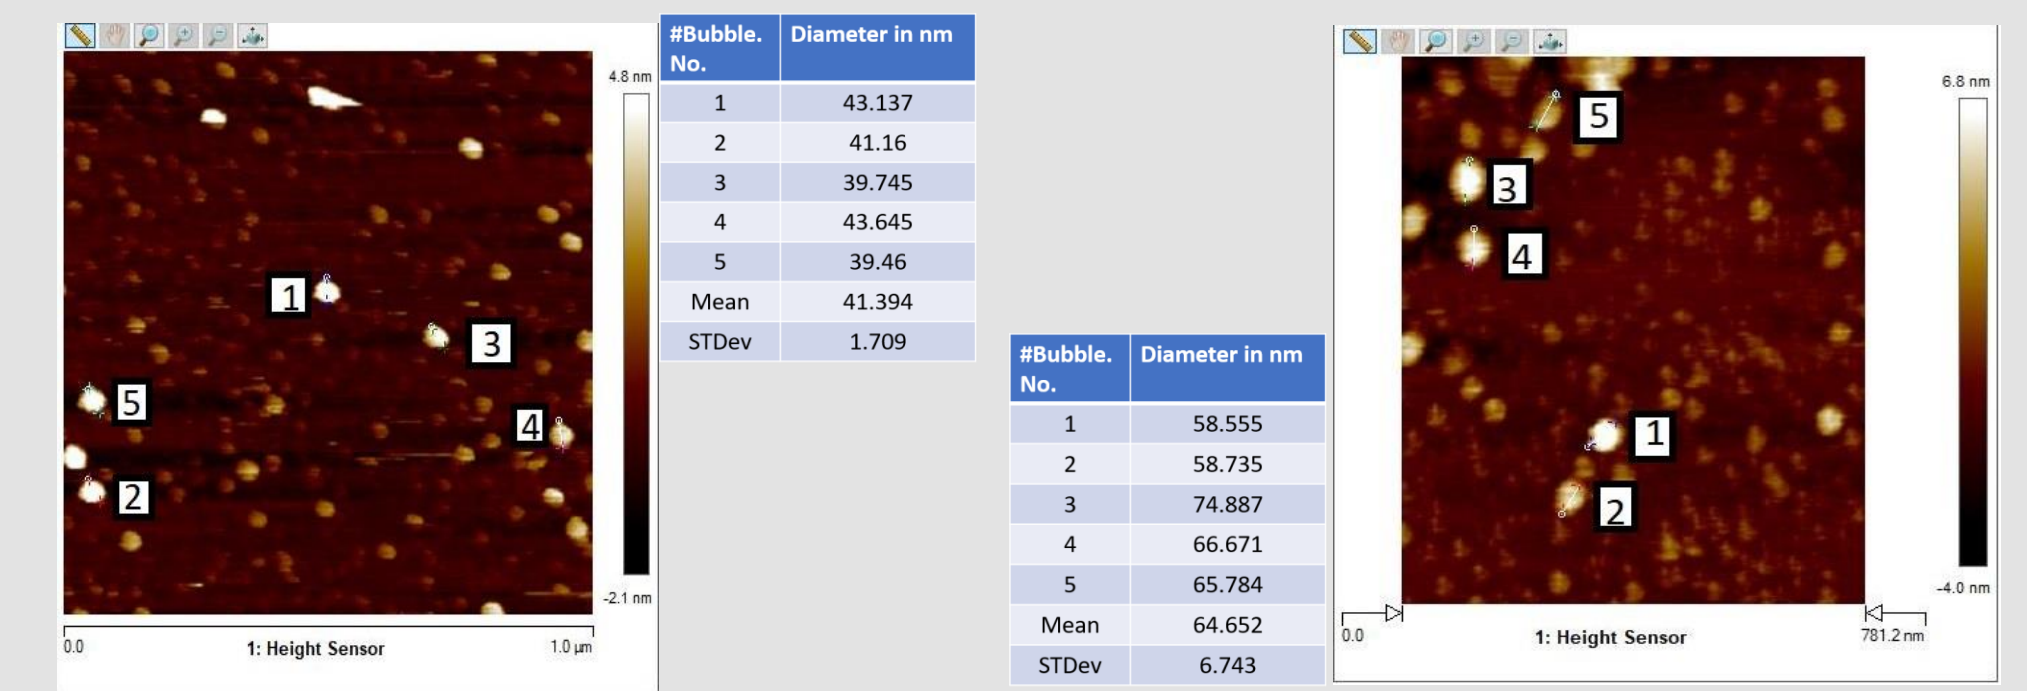 4.8 nm
-2.1 nm
1
3
5
4
2
0.0 1: Height Sensor 1.0 µm
#Bubble. No. Diameter in nm
1 43.137
2 41.16
3 39.745
4 43.645
5 39.46
Mean 41.394
STDev 1.709
#Bubble. No. Diameter in nm
1 58.555
2 58.735
3 74.887
4 66.671
5 65.784
Mean 64.652
STDev 6.743
6.8 nm
-4.0 nm
5
3
4
1
2
0.0 1: Height Sensor 781.2 nm